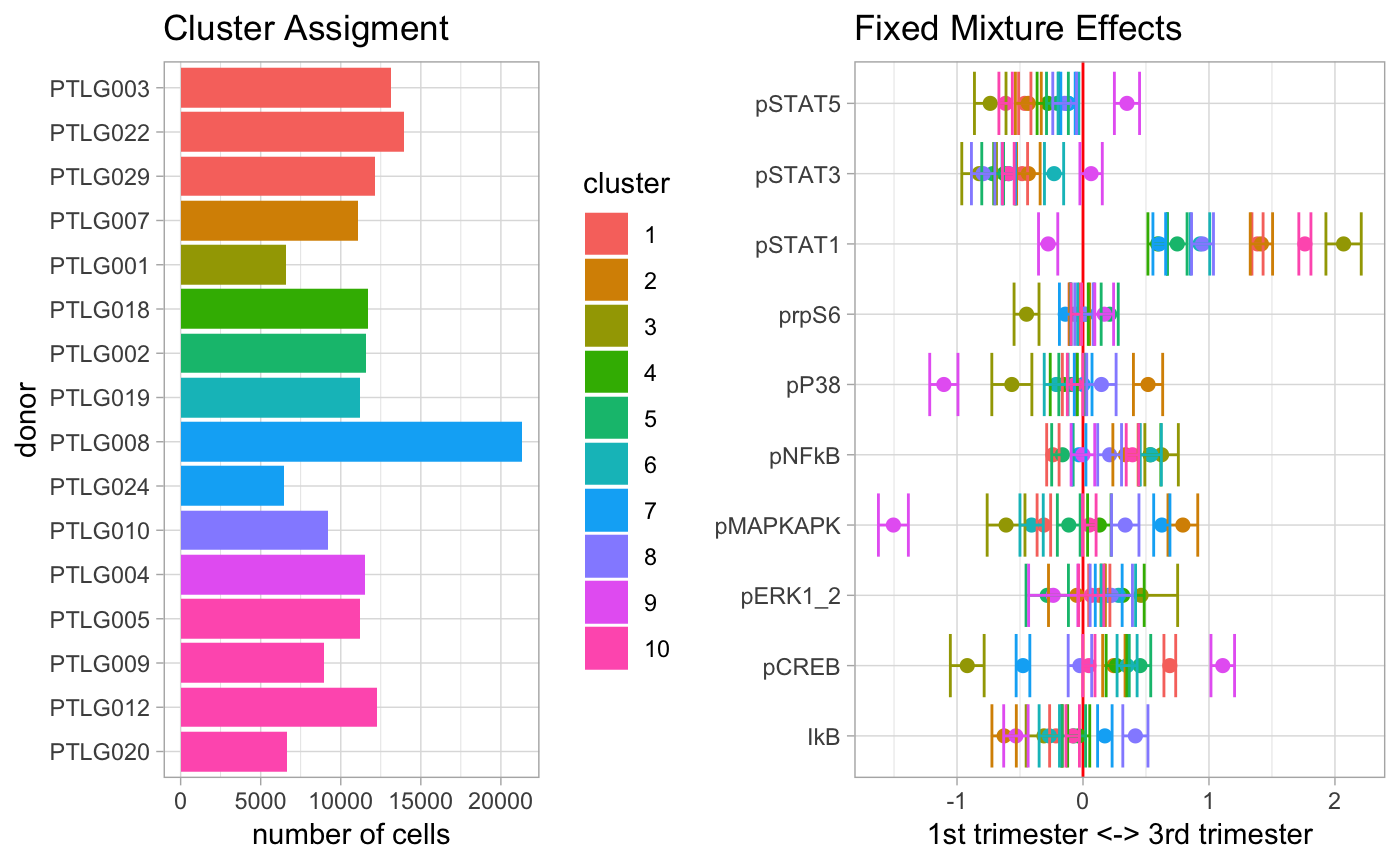 Cluster Assigment
donor
PTLG003
PTLG022
PTLG029
PTLG007
PTLG001
PTLG018
PTLG002
PTLG019
PTLG008
PTLG024
PTLG010
PTLG004
PTLG005
PTLG009
PTLG012
PTLG020
0 5000 10000 15000 20000
number of cells
cluster
1
2
3
4
5
6
7
8
9
10
Fixed Mixture Effects
pSTAT5
pSTAT3
pSTAT1
prpS6
pP38
pNFkB
pMAPKAPK
pERK1_2
pCREB
IkB
-1 0 1 2
1st trimester <-> 3rd trimester